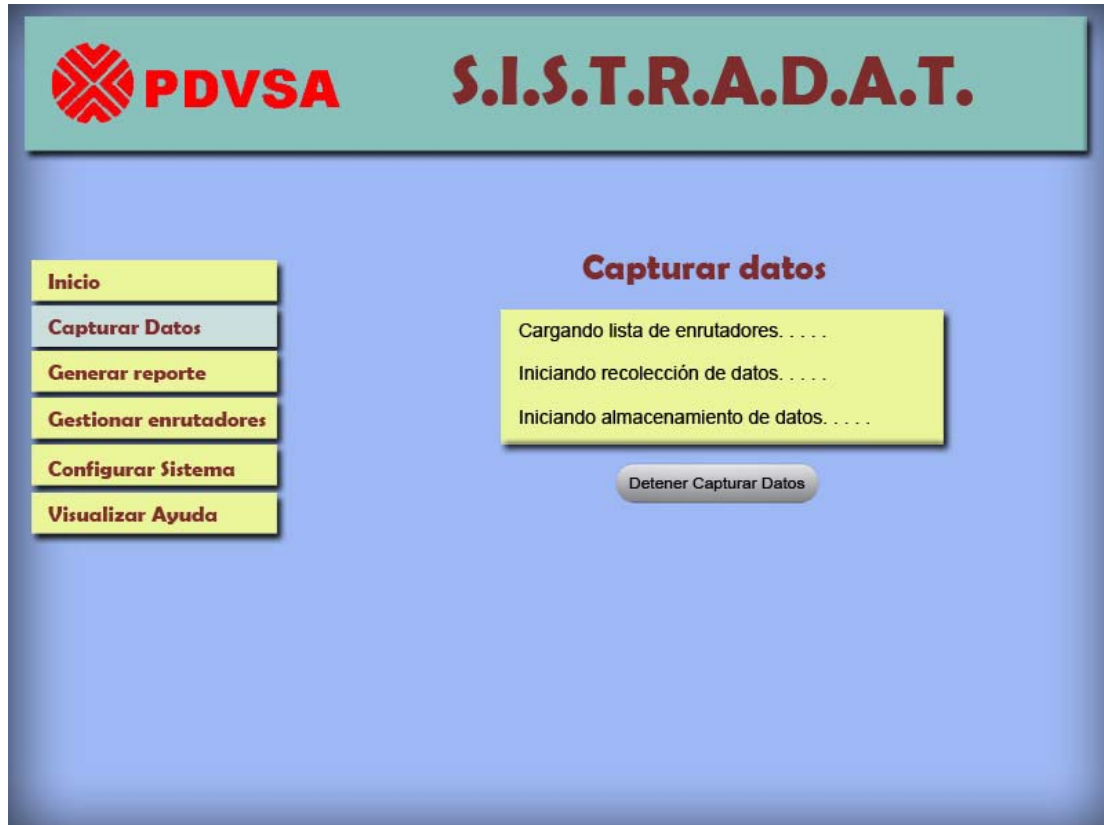 PDVSA
S.I.S.T.R.A.D.A.T.
Inicio
Capturar Datos
Generar reporte
Gestionar enrutadores
Configurar Sistema
Visualizar Ayuda
Capturar datos
Cargando lista de enrutadores. . . . .
Iniciando recolección de datos. . . . .
Iniciando almacenamiento de datos. . . . .
Detener Capturar Datos